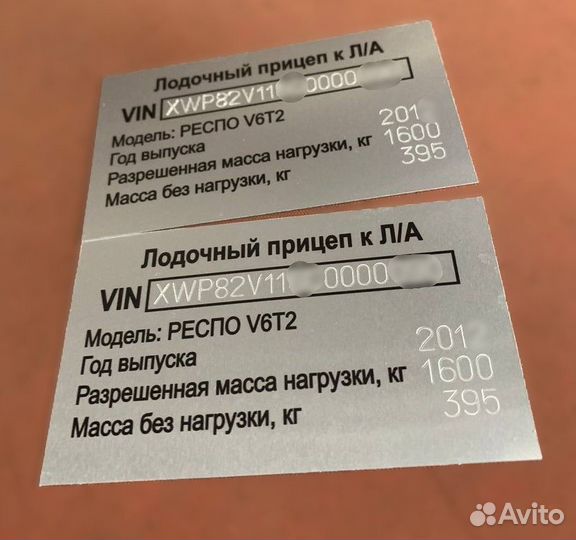 Лодочный прицеп к Л/А
VIN XWP82V11 0000
Модель: РЕСПО V6T2
Год выпуска 201
Разрешенная масса нагрузки, кг 1600
Масса без нагрузки, кг 395
Лодочный прицеп к Л/А
VIN XWP82V11 0000
Модель: РЕСПО V6T2
Год выпуска 201
Разрешенная масса нагрузки, кг 1600
Масса без нагрузки, кг 395
Avito